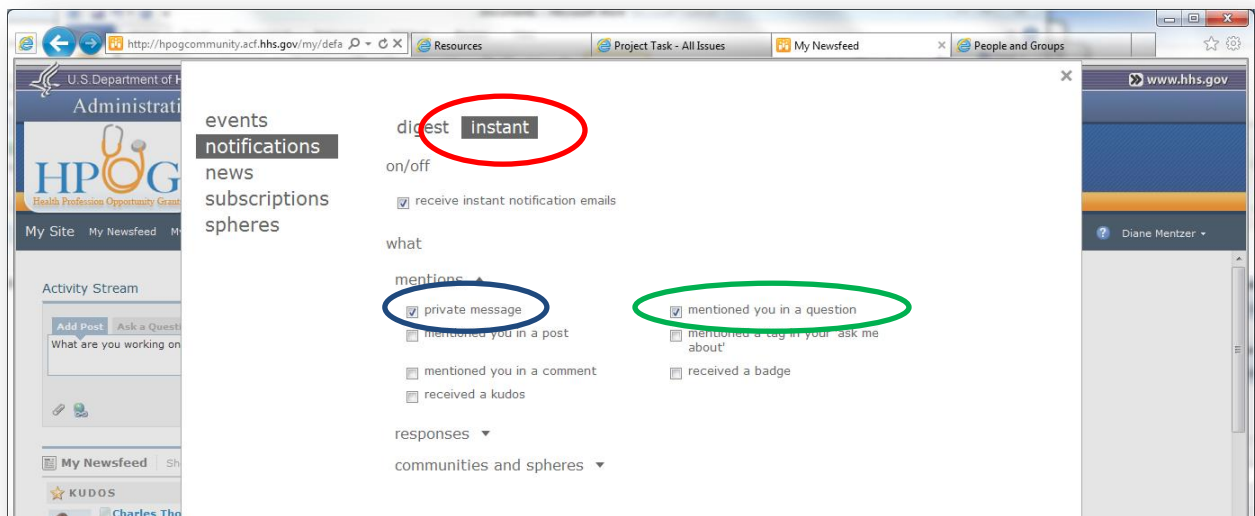 http://hpogcommunity.acf.hhs.gov/my/defa
Resources
Project Task - All Issues
My Newsfeed
People and Groups
U.S. Department of H
www.hhs.gov
Administrati
HPOG
Health Profession Opportunity Grant
My Site My Newsfeed M
Diane Mentzer
Activity Stream
Add Post Ask a Questi
What are you working on
My Newsfeed Sh
KUDOS
Charles Tho
events
notifications
news
subscriptions
spheres
digest instant
on/off
receive instant notification emails
what
mentions
private message mentioned you in a question
mentioned you in a post mentioned a tag in your 'ask me
about'
mentioned you in a comment received a badge
received a kudos
responses
communities and spheres